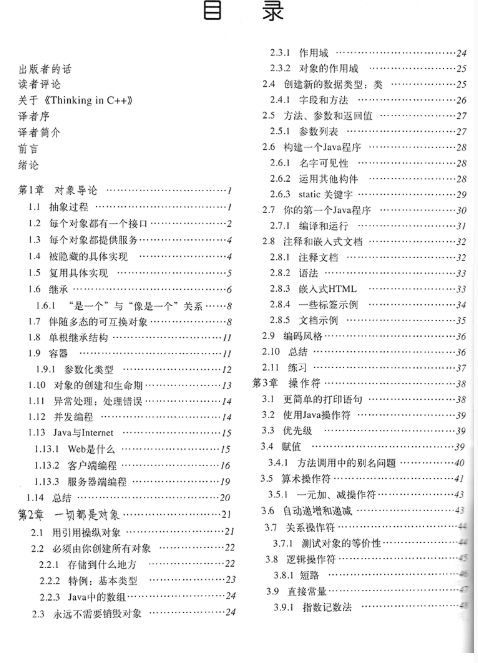 目 录
出版者的话
读者评论
关于《Thinking in C++》
译者序
译者简介
前言
绪论
第1章 对象导论 ……1
1.1 抽象过程 ……1
1.2 每个对象都有一个接口 ……2
1.3 每个对象都提供服务 ……4
1.4 被隐藏的具体实现 ……4
1.5 复用具体实现 ……5
1.6 继承 ……6
1.6.1 “是一个”与“像是一个”关系 ……8
1.7 伴随多态的可互换对象 ……8
1.8 单根继承结构 ……11
1.9 容器 ……11
1.9.1 参数化类型 ……12
1.10 对象的创建和生命期 ……13
1.11 异常处理：处理错误 ……14
1.12 并发编程 ……14
1.13 Java与Internet ……15
1.13.1 Web是什么 ……15
1.13.2 客户端编程 ……16
1.13.3 服务器端编程 ……19
1.14 总结 ……20
第2章 一切都是对象 ……21
2.1 用引用操纵对象 ……21
2.2 必须由你创建所有对象 ……22
2.2.1 存储到什么地方 ……22
2.2.2 特例：基本类型 ……23
2.2.3 Java中的数组 ……24
2.3 永远不需要销毁对象 ……24
2.3.1 作用域 ……24
2.3.2 对象的作用域 ……25
2.4 创建新的数据类型：类 ……25
2.4.1 字段和方法 ……26
2.5 方法、参数和返回值 ……27
2.5.1 参数列表 ……27
2.6 构建一个Java程序 ……28
2.6.1 名字可见性 ……28
2.6.2 运用其他构件 ……28
2.6.3 static 关键字 ……29
2.7 你的第一个Java程序 ……30
2.7.1 编译和运行 ……31
2.8 注释和嵌入式文档 ……32
2.8.1 注释文档 ……32
2.8.2 语法 ……33
2.8.3 嵌入式HTML ……33
2.8.4 一些标签示例 ……34
2.8.5 文档示例 ……35
2.9 编码风格 ……36
2.10 总结 ……36
2.11 练习 ……37
第3章 操作符 ……38
3.1 更简单的打印语句 ……38
3.2 使用Java操作符 ……39
3.3 优先级 ……39
3.4 赋值 ……39
3.4.1 方法调用中的别名问题 ……40
3.5 算术操作符 ……41
3.5.1 一元加、减操作符 ……43
3.6 自动递增和递减 ……43
3.7 关系操作符 ……44
3.7.1 测试对象的等价性 ……44
3.8 逻辑操作符 ……45
3.8.1 短路 ……46
3.9 直接常量 ……47
3.9.1 指数记数法 ……48